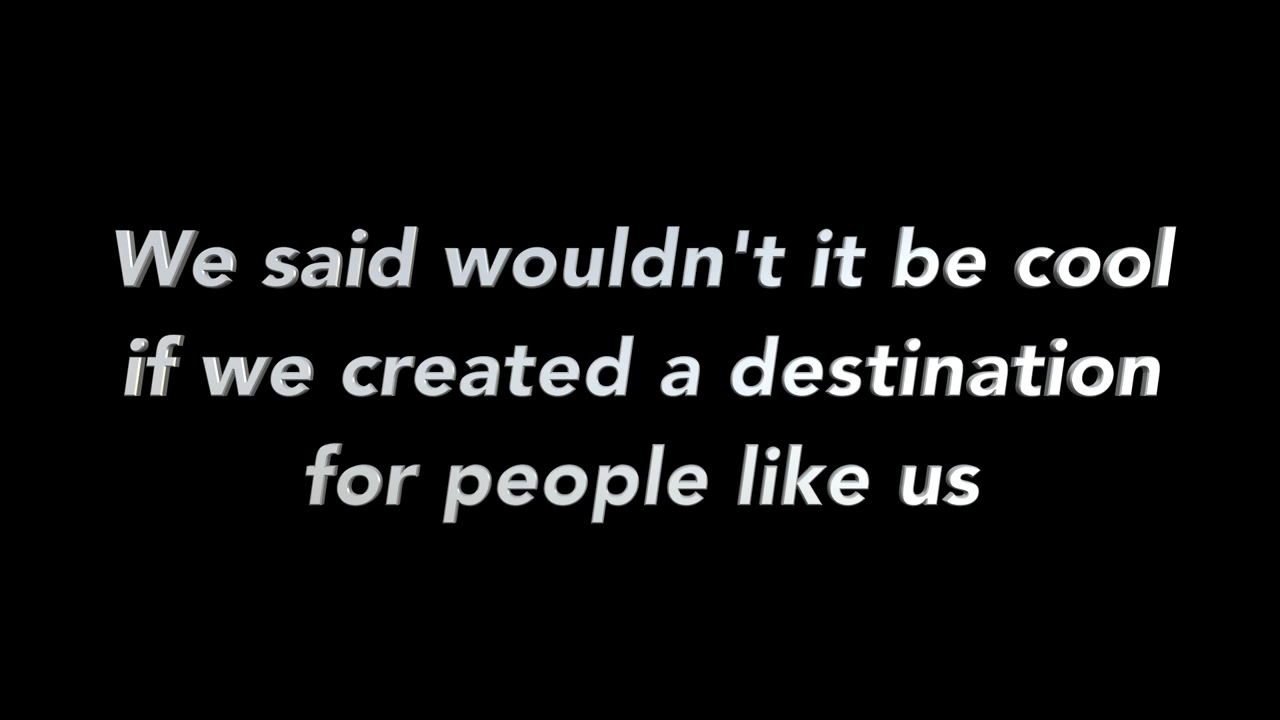 We said wouldn't it be cool
if we created a destination
for people like us